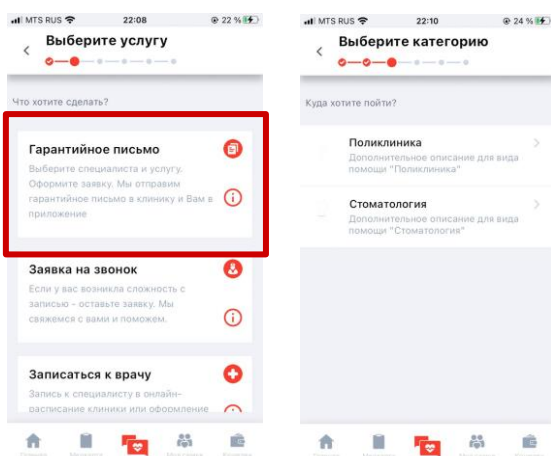 MTS RUS 22:08 22 %
Выберите услугу
Что хотите сделать?
Гарантийное письмо
Выберите специалиста и услугу.
Оформите заявку. Мы отправим
гарантийное письмо в клинику и Вам в
приложение
Заявка на звонок
Если у вас возникла сложность с
записью – оставьте заявку. Мы
свяжемся с вами и поможем.
Записаться к врачу
Запись к специалисту в онлайн-
расписание клиники или оформление
MTS RUS 22:10 24 %
Выберите категорию
Куда хотите пойти?
Поликлиника
Дополнительное описание для вида
помощи "Поликлиника"
Стоматология
Дополнительное описание для вида
помощи "Стоматология"